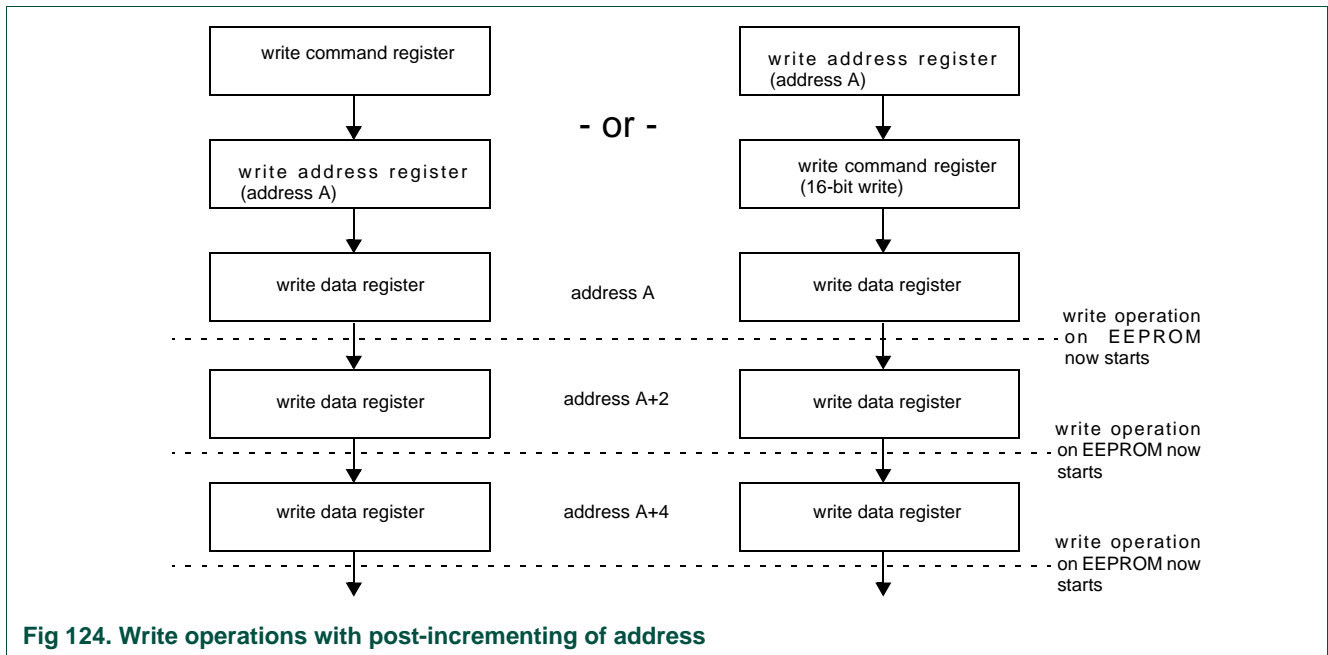 write command register
write address register
(address A)
- or -
write address register
(address A)
write command register
(16-bit write)
write data register
address A
write data register
write operation
on EEPROM
now starts
write data register
address A+2
write data register
write operation
on EEPROM now
starts
write data register
address A+4
write data register
write operation
on EEPROM now
starts
Fig 124. Write operations with post-incrementing of address